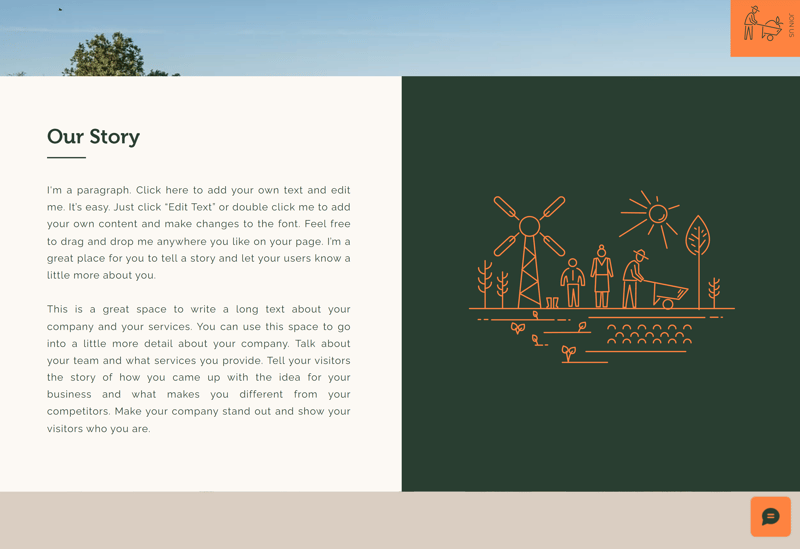 JOIN US
Our Story
I'm a paragraph. Click here to add your own text and edit
me. It's easy. Just click “Edit Text” or double click me to add
your own content and make changes to the font. Feel free
to drag and drop me anywhere you like on your page. I'm a
great place for you to tell a story and let your users know a
little more about you.
This is a great space to write a long text about your
company and your services. You can use this space to go
into a little more detail about your company. Talk about
your team and what services you provide. Tell your visitors
the story of how you came up with the idea for your
business and what makes you different from your
competitors. Make your company stand out and show your
visitors who you are.